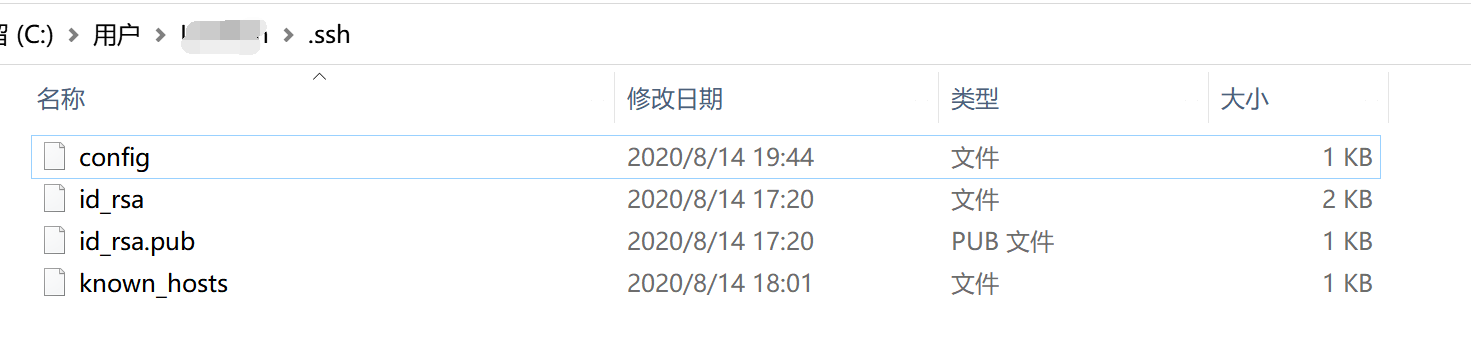 (C:) > 用户 > > .ssh
名称 修改日期 类型 大小
config 2020/8/14 19:44 文件 1 KB
id_rsa 2020/8/14 17:20 文件 2 KB
id_rsa.pub 2020/8/14 17:20 PUB 文件 1 KB
known_hosts 2020/8/14 18:01 文件 1 KB